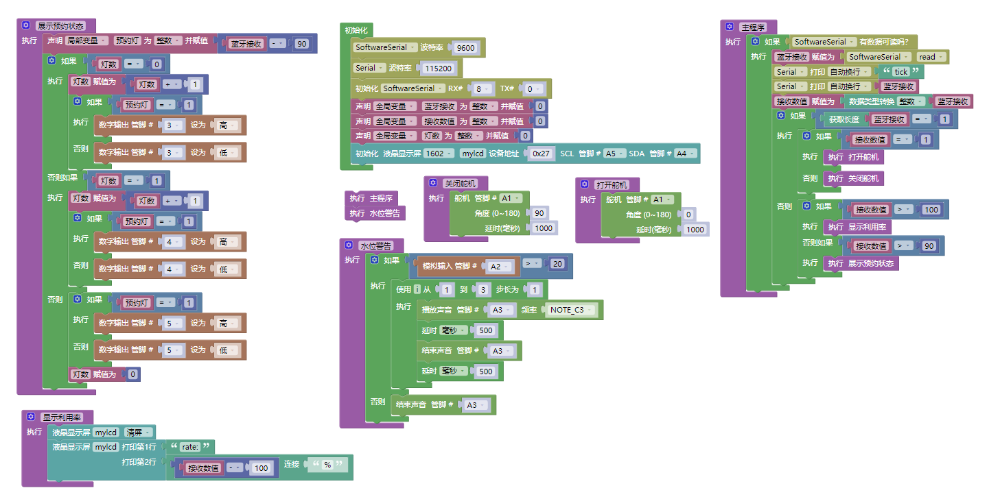 展示预约状态
执行 声明 局部变量 预约灯 为 整数 并赋值 蓝牙接收 - 90
如果 灯数 = 0
执行 灯数 赋值为 灯数 + 1
如果 预约灯 = 1
执行 数字输出 管脚 # 3 设为 高
否则 数字输出 管脚 # 3 设为 低
否则如果 灯数 = 1
执行 灯数 赋值为 灯数 + 1
如果 预约灯 = 1
执行 数字输出 管脚 # 4 设为 高
否则 数字输出 管脚 # 4 设为 低
否则 如果 预约灯 = 1
执行 数字输出 管脚 # 5 设为 高
否则 数字输出 管脚 # 5 设为 低
灯数 赋值为 0
显示利用率
执行 液晶显示屏 mylcd 清屏
液晶显示屏 mylcd 打印第1行 “ rate: ”
打印第2行 接收数值 - 100 连接 “ % ”
初始化
SoftwareSerial 波特率 9600
Serial 波特率 115200
初始化 SoftwareSerial RX# 8 TX# 0
声明 全局变量 蓝牙接收 为 整数 并赋值 0
声明 全局变量 接收数值 为 整数 并赋值 0
声明 全局变量 灯数 为 整数 并赋值 0
初始化 液晶显示屏 1602 mylcd 设备地址 0x27 SCL 管脚 # A5 SDA 管脚 # A4
执行 主程序
执行 水位警告
关闭舵机
执行 舵机 管脚 # A1
角度 (0~180) 90
延时(毫秒) 1000
打开舵机
执行 舵机 管脚 # A1
角度 (0~180) 0
延时(毫秒) 1000
水位警告
执行 如果 模拟输入 管脚 # A2 > 20
执行 使用 i 从 1 到 3 步长为 1
执行 播放声音 管脚 # A3 频率 NOTE_C3
延时 毫秒 500
结束声音 管脚 # A3
延时 毫秒 500
否则 结束声音 管脚 # A3
主程序
执行 如果 SoftwareSerial 有数据可读吗?
执行 蓝牙接收 赋值为 SoftwareSerial read
Serial 打印 自动换行 “ tick ”
Serial 打印 自动换行 蓝牙接收
接收数值 赋值为 数据类型转换 整数 蓝牙接收
如果 获取长度 蓝牙接收 = 1
执行 如果 接收数值 = 1
执行 执行 打开舵机
否则 执行 关闭舵机
否则 如果 接收数值 > 100
执行 执行 显示利用率
否则如果 接收数值 > 90
执行 执行 展示预约状态